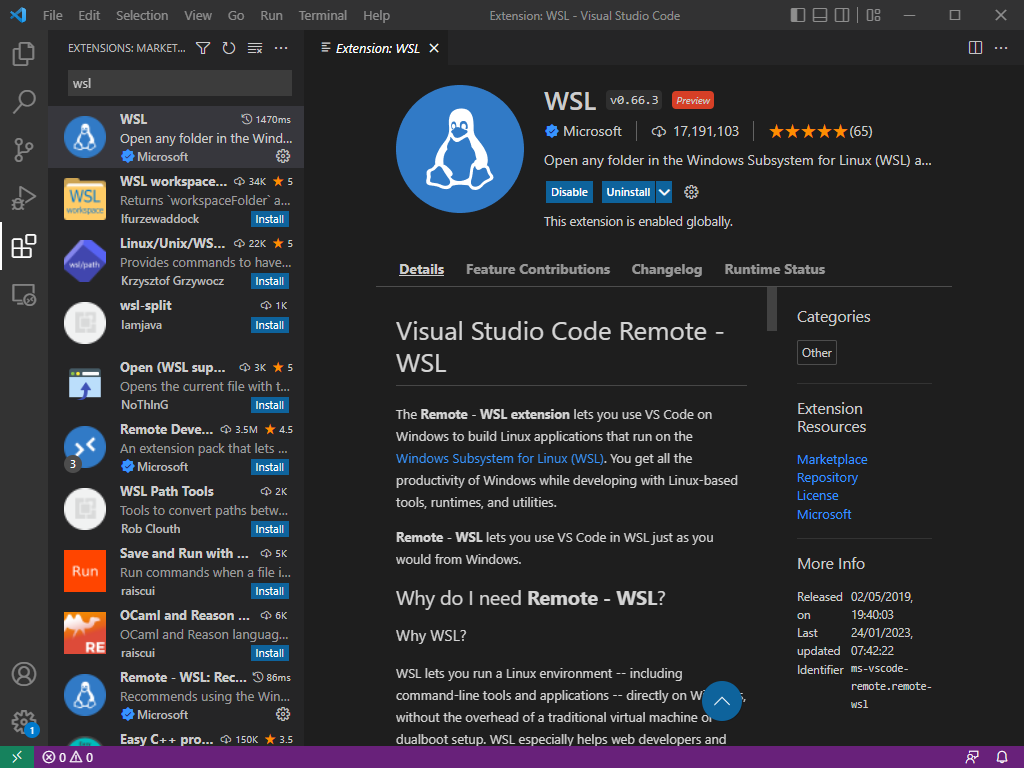 File Edit Selection View Go Run Terminal Help Extension: WSL - Visual Studio Code
EXTENSIONS: MARKET...
wsl
WSL 1470ms
Open any folder in the Wind...
Microsoft
WSL workspace... 34K 5
Returns `workspaceFolder` a...
lfurzewaddock Install
Linux/Unix/WS... 22K 5
Provides commands to have...
Krzysztof Grzywocz Install
wsl-split 1K
lamjava Install
Open (WSL sup... 3K 5
Opens the current file with t...
NoThInG Install
Remote Deve... 3.5M 4.5
An extension pack that lets ...
Microsoft Install
3
WSL Path Tools 2K
Tools to convert paths betw...
Rob Clouth Install
Save and Run with ... 5K
Run commands when a file i...
raiscui Install
OCaml and Reason ... 6K
OCaml and Reason languag...
raiscui Install
Remote - WSL: Rec... 86ms
Recommends using the Win...
Microsoft
Easy C++ pro... 150K 3.5
WSL
workspace
wsl/path
Run
RE
1
Extension: WSL
WSL v0.66.3 Preview
Microsoft 17,191,103 (65)
Open any folder in the Windows Subsystem for Linux (WSL) a...
Disable Uninstall
This extension is enabled globally.
Details Feature Contributions Changelog Runtime Status
Visual Studio Code Remote -
WSL
The Remote - WSL extension lets you use VS Code on
Windows to build Linux applications that run on the
Windows Subsystem for Linux (WSL). You get all the
productivity of Windows while developing with Linux-based
tools, runtimes, and utilities.
Remote - WSL lets you use VS Code in WSL just as you
would from Windows.
Why do I need Remote - WSL?
Why WSL?
WSL lets you run a Linux environment -- including
command-line tools and applications -- directly on
without the overhead of a traditional virtual machine
dualboot setup. WSL especially helps web developers and
Categories
Other
Extension
Resources
Marketplace
Repository
License
Microsoft
More Info
Released 02/05/2019,
on 19:40:03
Last 24/01/2023,
updated 07:42:22
Identifier ms-vscode-
remote.remote-
wsl
0 0